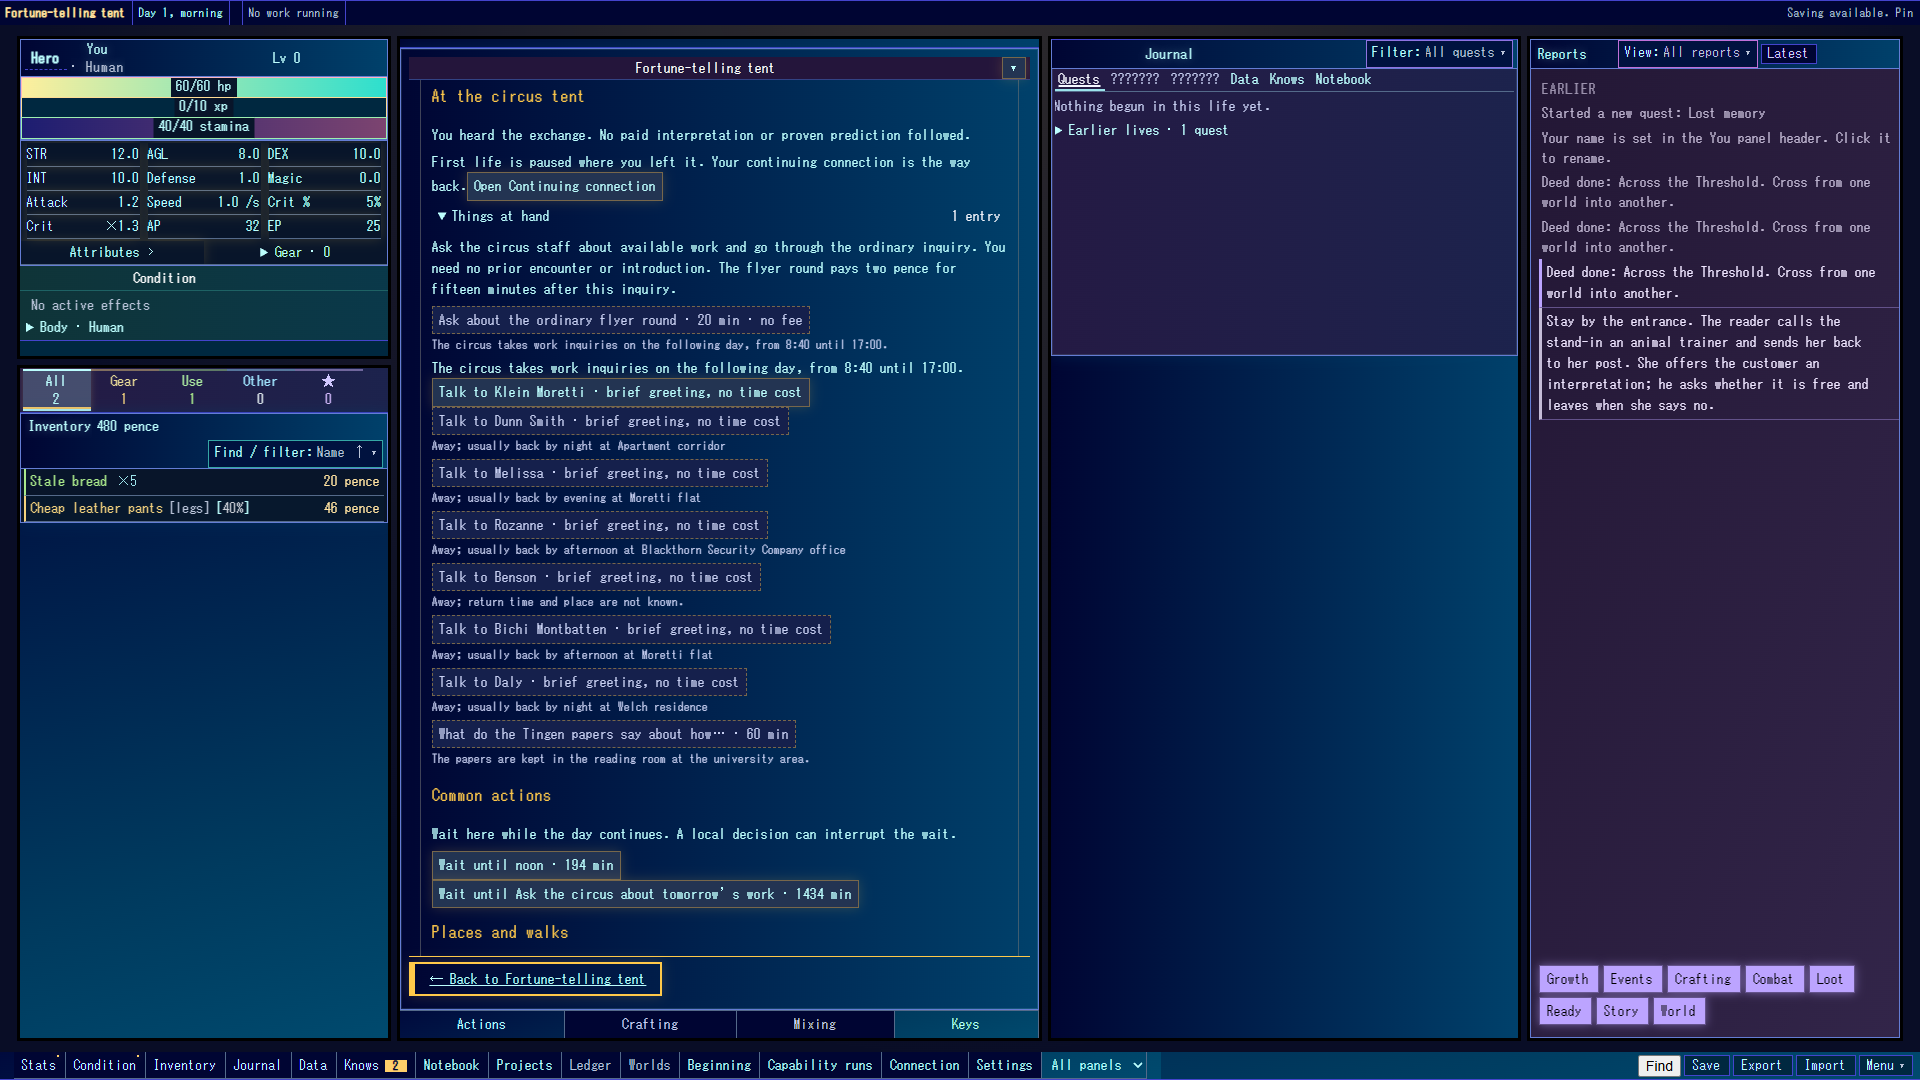 Fortune-telling tent
Day 1, morning
No work running
Saving available. Pin
Hero · You
Human
Lv 0
60/60 hp
0/10 xp
40/40 stamina
STR 12.0 AGL 8.0 DEX 10.0
INT 10.0 Defense 1.0 Magic 0.0
Attack 1.2 Speed 1.0 /s Crit % 5%
Crit ×1.3 AP 32 EP 25
Attributes >
▶ Gear · 0
Condition
No active effects
▶ Body · Human
All Gear Use Other ★
2 1 1 0 0
Inventory 480 pence
Find / filter: Name ↑ ▾
Stale bread ×5 20 pence
Cheap leather pants [legs] [40%] 46 pence
Fortune-telling tent ▾
At the circus tent
You heard the exchange. No paid interpretation or proven prediction followed.
First life is paused where you left it. Your continuing connection is the way
back. Open Continuing connection
▼ Things at hand 1 entry
Ask the circus staff about available work and go through the ordinary inquiry. You
need no prior encounter or introduction. The flyer round pays two pence for
fifteen minutes after this inquiry.
Ask about the ordinary flyer round · 20 min · no fee
The circus takes work inquiries on the following day, from 8:40 until 17:00.
The circus takes work inquiries on the following day, from 8:40 until 17:00.
Talk to Klein Moretti · brief greeting, no time cost
Talk to Dunn Smith · brief greeting, no time cost
Away; usually back by night at Apartment corridor
Talk to Melissa · brief greeting, no time cost
Away; usually back by evening at Moretti flat
Talk to Rozanne · brief greeting, no time cost
Away; usually back by afternoon at Blackthorn Security Company office
Talk to Benson · brief greeting, no time cost
Away; return time and place are not known.
Talk to Bichi Montbatten · brief greeting, no time cost
Away; usually back by afternoon at Moretti flat
Talk to Daly · brief greeting, no time cost
Away; usually back by night at Welch residence
What do the Tingen papers say about how… · 60 min
The papers are kept in the reading room at the university area.
Common actions
Wait here while the day continues. A local decision can interrupt the wait.
Wait until noon · 194 min
Wait until Ask the circus about tomorrow's work · 1434 min
Places and walks
← Back to Fortune-telling tent
Actions Crafting Mixing Keys
Journal
Filter: All quests ▾
Quests ??????? ??????? Data Knows Notebook
Nothing begun in this life yet.
▶ Earlier lives · 1 quest
Reports
View: All reports ▾
Latest
EARLIER
Started a new quest: Lost memory
Your name is set in the You panel header. Click it
to rename.
Deed done: Across the Threshold. Cross from one
world into another.
Deed done: Across the Threshold. Cross from one
world into another.
Deed done: Across the Threshold. Cross from one
world into another.
Stay by the entrance. The reader calls the
stand-in an animal trainer and sends her back
to her post. She offers the customer an
interpretation; he asks whether it is free and
leaves when she says no.
Growth Events Crafting Combat Loot
Ready Story World
Stats Condition Inventory Journal Data Knows 2 Notebook Projects Ledger Worlds Beginning Capability runs Connection Settings All panels
Find Save Export Import Menu ▾